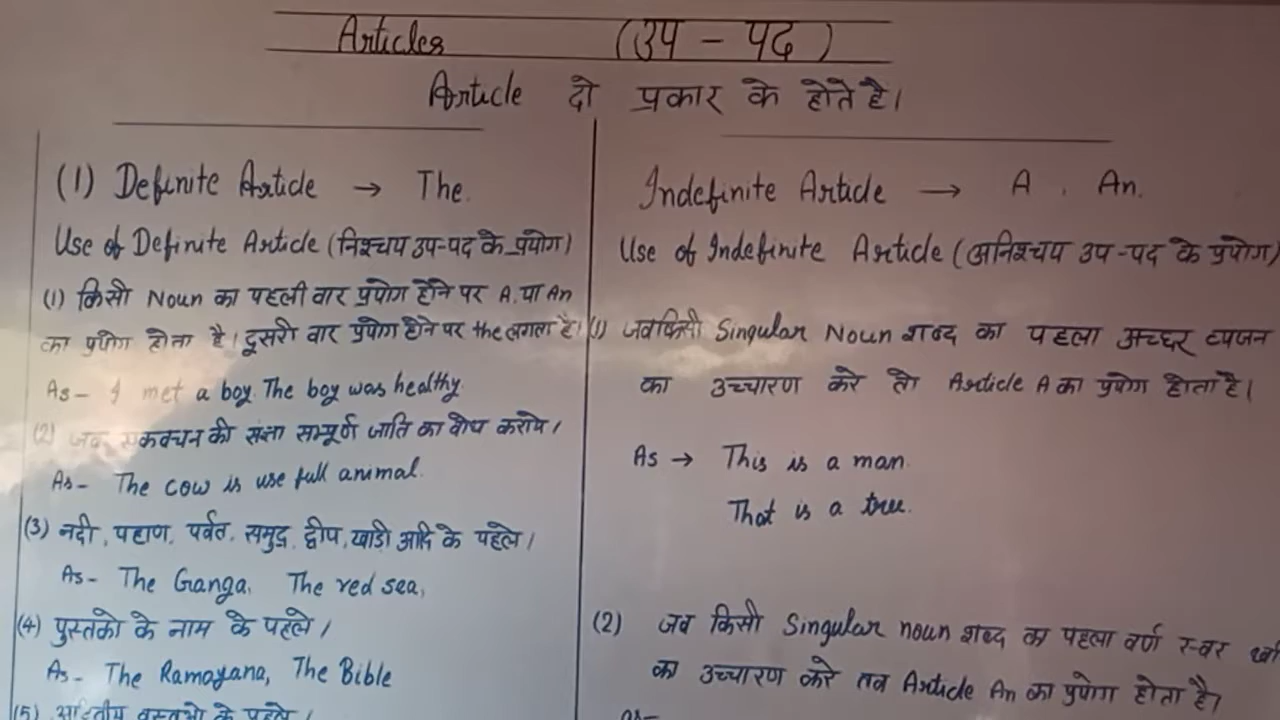 Articles (उप - पद)
Article दो प्रकार के होते है।
(1) Definite Article → The.
Use of Definite Article (निश्चय उप-पद के प्रयोग)
(1) किसी Noun का पहली वार प्रयोग होने पर A. या An
का प्रयोग होता है। दूसरी वार प्रयोग होने पर the लगता है।
As - I met a boy. The boy was healthy.
(2) जब एकवचन की संज्ञा सम्पूर्ण जाति का वोध कराये।
As - The cow is use full animal.
(3) नदी, पहाण, पर्वत, समुद्र, द्वीप, खाडी आदि के पहले।
As - The Ganga, The red sea,
(4) पुस्तको के नाम के पहले।
As - The Ramayana, The Bible
(5) के पहले।
Indefinite Article → A, An.
Use of Indefinite Article (अनिश्चय उप-पद के प्रयोग)
(1) जब किसी Singular Noun शब्द का पहला अच्छर व्यजन
का उच्चारण करे तो Article A का प्रयोग होता है।
As → This is a man.
That is a tree.
(2) जब किसी Singular noun शब्द का पहला वर्ण स्वर
का उच्चारण करे तव Article An का प्रयोग होता है।
as-